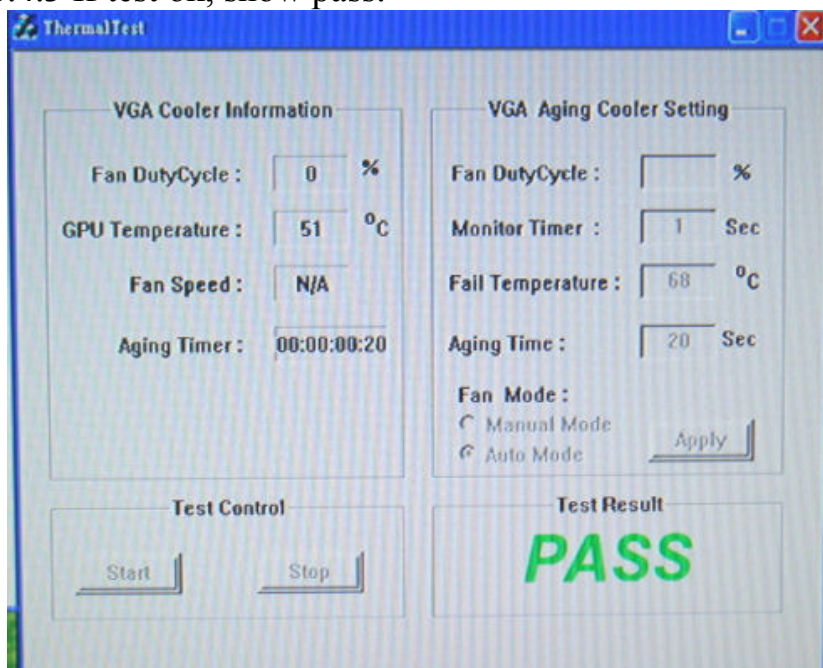 ThermalTest
VGA Cooler Information
Fan DutyCycle : 0 %
GPU Temperature : 51 °C
Fan Speed : N/A
Aging Timer : 00:00:00:20
VGA Aging Cooler Setting
Fan DutyCycle : %
Monitor Timer : 1 Sec
Fail Temperature : 68 °C
Aging Time : 20 Sec
Fan Mode :
Manual Mode
Auto Mode
Apply
Test Control
Start Stop
Test Result
PASS